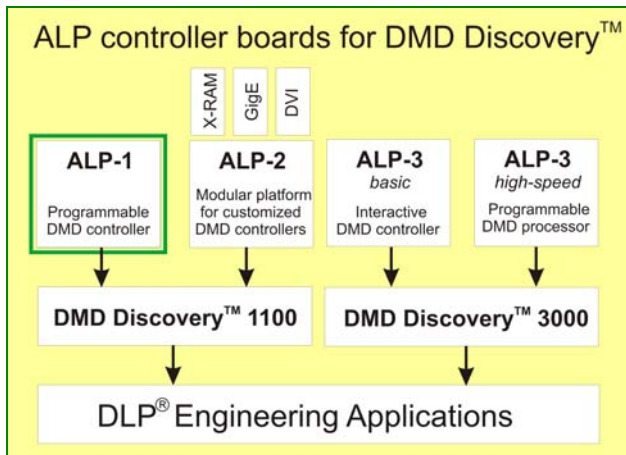 ALP controller boards for DMD Discovery™
X-RAM
GigE
DVI
ALP-1
Programmable
DMD controller
ALP-2
Modular platform
for customized
DMD controllers
ALP-3
basic
Interactive
DMD controller
ALP-3
high-speed
Programmable
DMD processor
DMD Discovery™ 1100
DMD Discovery™ 3000
DLP® Engineering Applications